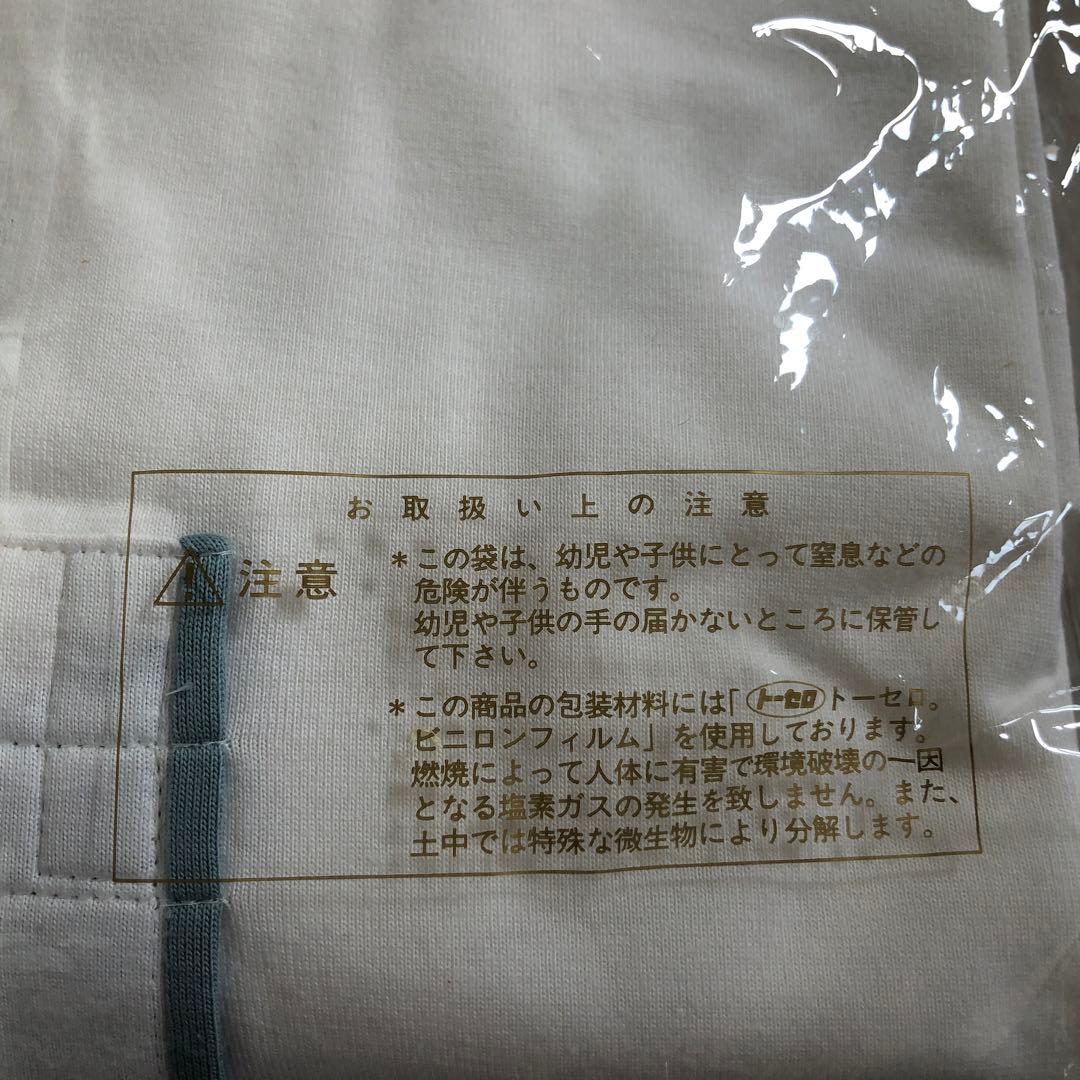 お取扱い上の注意
注意
*この袋は、幼児や子供にとって窒息などの
危険が伴うものです。
幼児や子供の手の届かないところに保管し
て下さい。
*この商品の包装材料には「トーセロ トーセロ。
ビニロンフィルム」を使用しております。
燃焼によって人体に有害で環境破壊の一因
となる塩素ガスの発生を致しません。また、
土中では特殊な微生物により分解します。